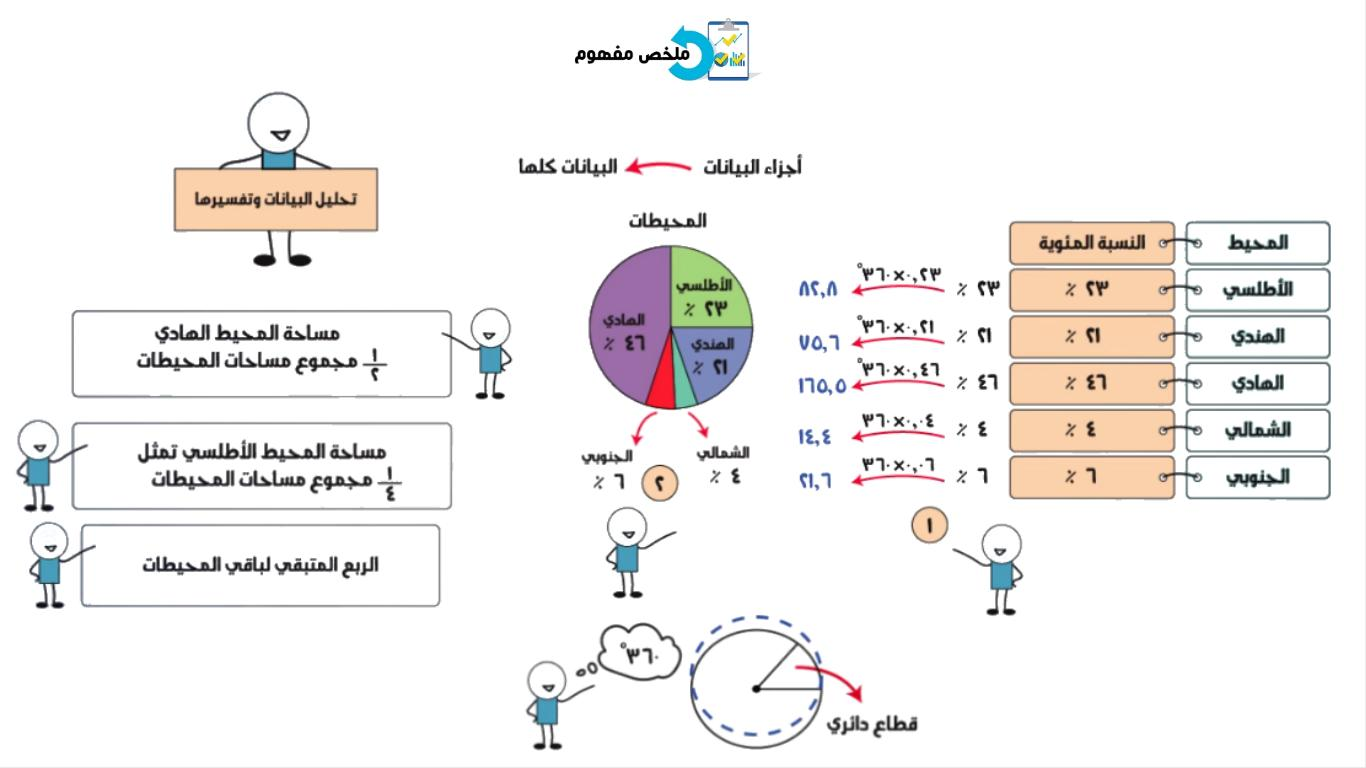 ملخص مفهوم
تحليل البيانات وتفسيرها
أجزاء البيانات
البيانات كلها
المحيط
النسبة المئوية
الأطلسي
٢٣ ٪
٢٣ ٪
٠,٢٣×٣٦٠°
٨٢,٨
الهندي
٢١ ٪
٢١ ٪
٠,٢١×٣٦٠°
٧٥,٦
الهادي
٤٦ ٪
٤٦ ٪
٠,٤٦×٣٦٠°
١٦٥,٥
الشمالي
٤ ٪
٤ ٪
٠,٠٤×٣٦٠
١٤,٤
الجنوبي
٦ ٪
٦ ٪
٠,٠٦×٣٦٠
٢١,٦
١
المحيطات
الأطلسي
٢٣ ٪
الهادي
٤٦ ٪
الهندي
٢١ ٪
الشمالي
٤ ٪
الجنوبي
٦ ٪
٢
مساحة المحيط الهادي
١/٢ مجموع مساحات المحيطات
مساحة المحيط الأطلسي تمثل
١/٤ مجموع مساحات المحيطات
الربع المتبقي لباقي المحيطات
٣٦٠°
قطاع دائري